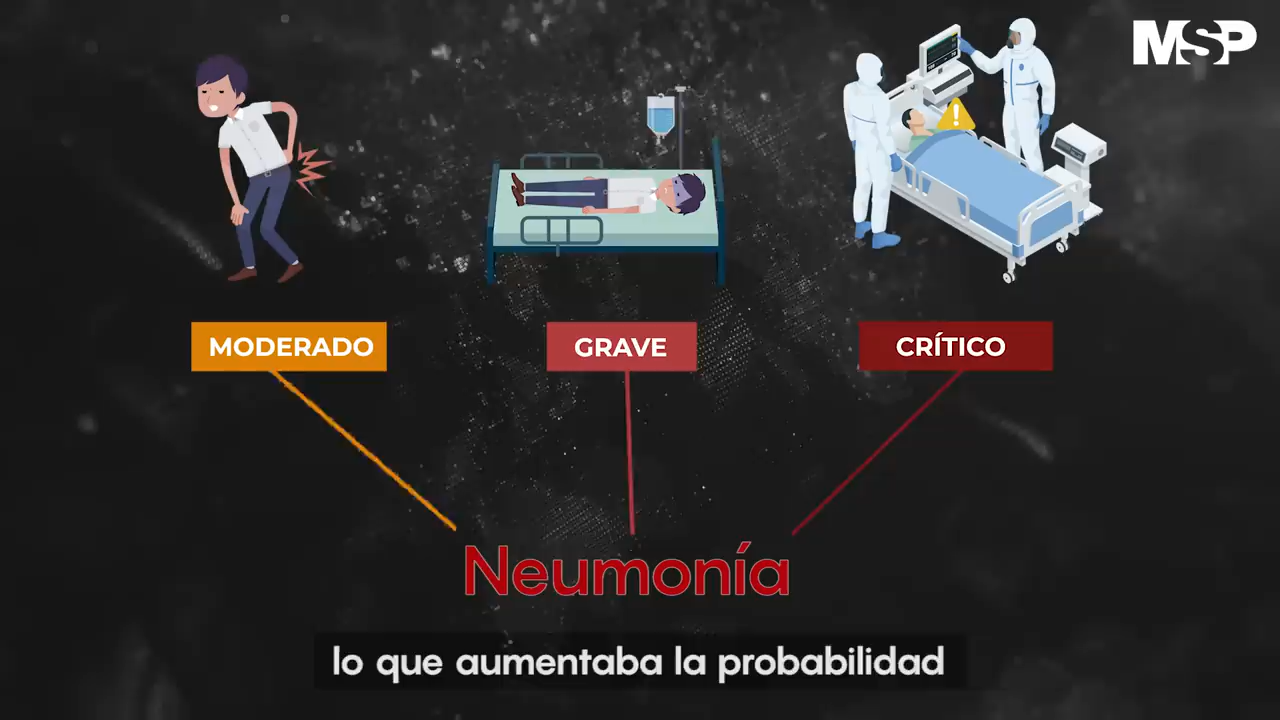 MSP
MODERADO
GRAVE
CRÍTICO
Neumonía
lo que aumentaba la probabilidad